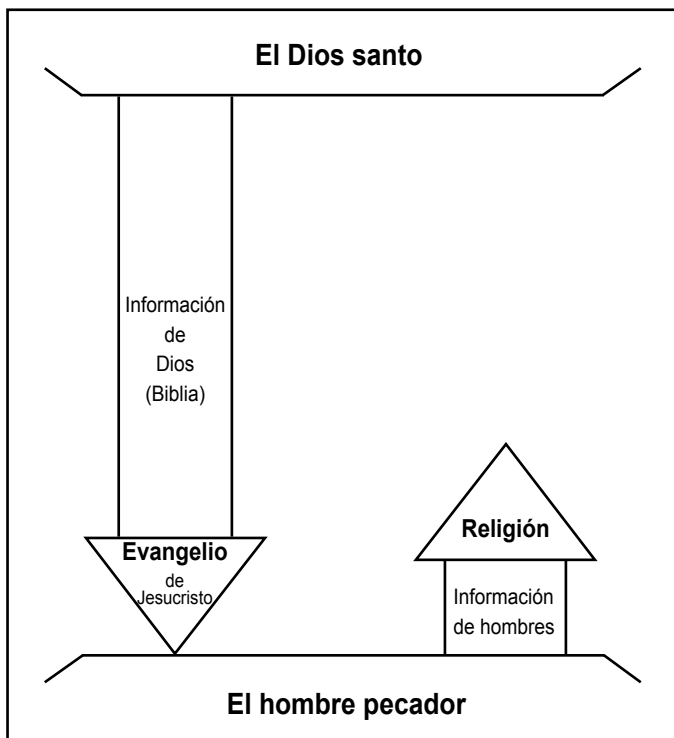 El Dios santo
Información
de
Dios
(Biblia)
Evangelio
de
Jesucristo
Religión
Información
de hombres
El hombre pecador